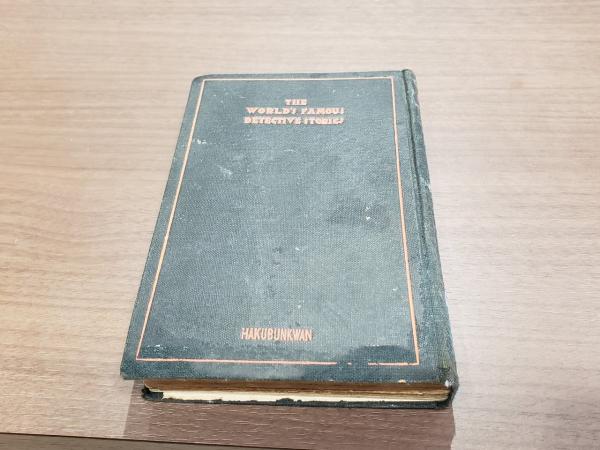 THE
WORLD'S FAMOUS
DETECTIVE STORIES
HAKUBUNKWAN